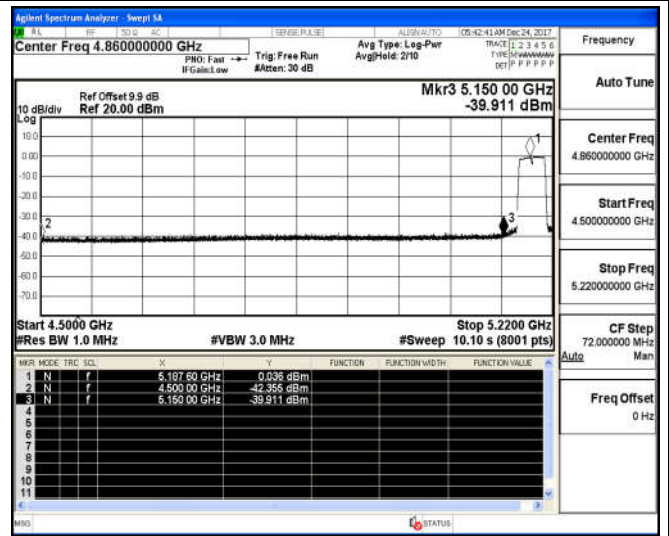 Agilent Spectrum Analyzer - Swept SA
RL RF 50 Ω AC SENSE:PULSE ALIGN AUTO 05:42:41 AM Dec 24, 2017
Center Freq 4.860000000 GHz
PNO: Fast
IFGain:Low
Trig: Free Run
#Atten: 30 dB
Avg Type: Log-Pwr
Avg|Hold: 2/10
TRACE 1 2 3 4 5 6
TYPE
DET P P P P P P
Ref Offset 9.9 dB
Ref 20.00 dBm
10 dB/div
Log
Mkr3 5.150 00 GHz
-39.911 dBm
10.0
0.00
-10.0
-20.0
-30.0
-40.0
-50.0
-60.0
-70.0
1
2
3
Start 4.5000 GHz
Stop 5.2200 GHz
#Res BW 1.0 MHz
#VBW 3.0 MHz
#Sweep 10.10 s (8001 pts)
MKR MODE TRC SCL X Y FUNCTION FUNCTION WIDTH FUNCTION VALUE
1 N f 5.187 60 GHz 0.036 dBm
2 N f 4.500 00 GHz -42.355 dBm
3 N f 5.150 00 GHz -39.911 dBm
4
5
6
7
8
9
10
11
MSG
STATUS
Frequency
Auto Tune
Center Freq
4.860000000 GHz
Start Freq
4.500000000 GHz
Stop Freq
5.220000000 GHz
CF Step
72.000000 MHz
Auto Man
Freq Offset
0 Hz